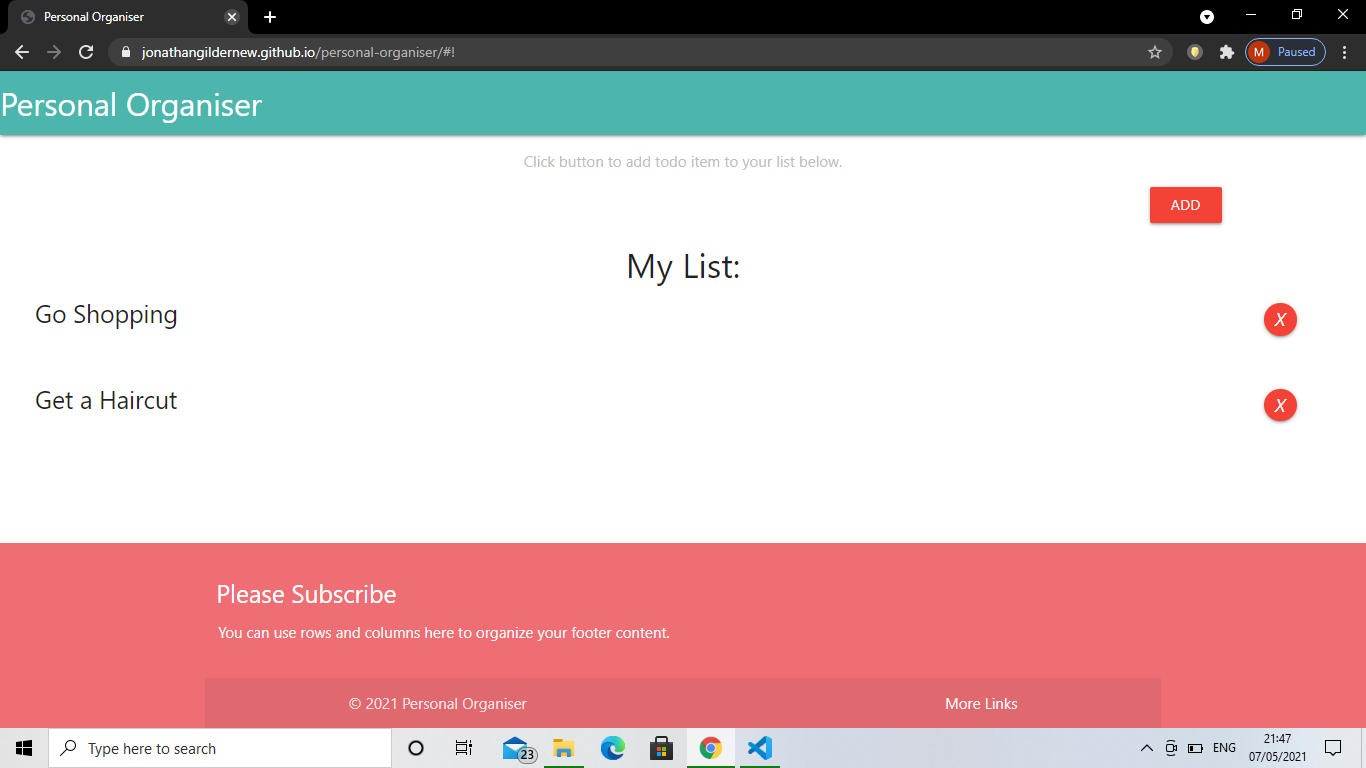 Personal Organiser
jonathangildernew.github.io/personal-organiser/#!
M Paused
Personal Organiser
Click button to add todo item to your list below.
ADD
My List:
Go Shopping
X
Get a Haircut
X
Please Subscribe
You can use rows and columns here to organize your footer content.
© 2021 Personal Organiser
More Links
Type here to search
23
ENG
21:47
07/05/2021